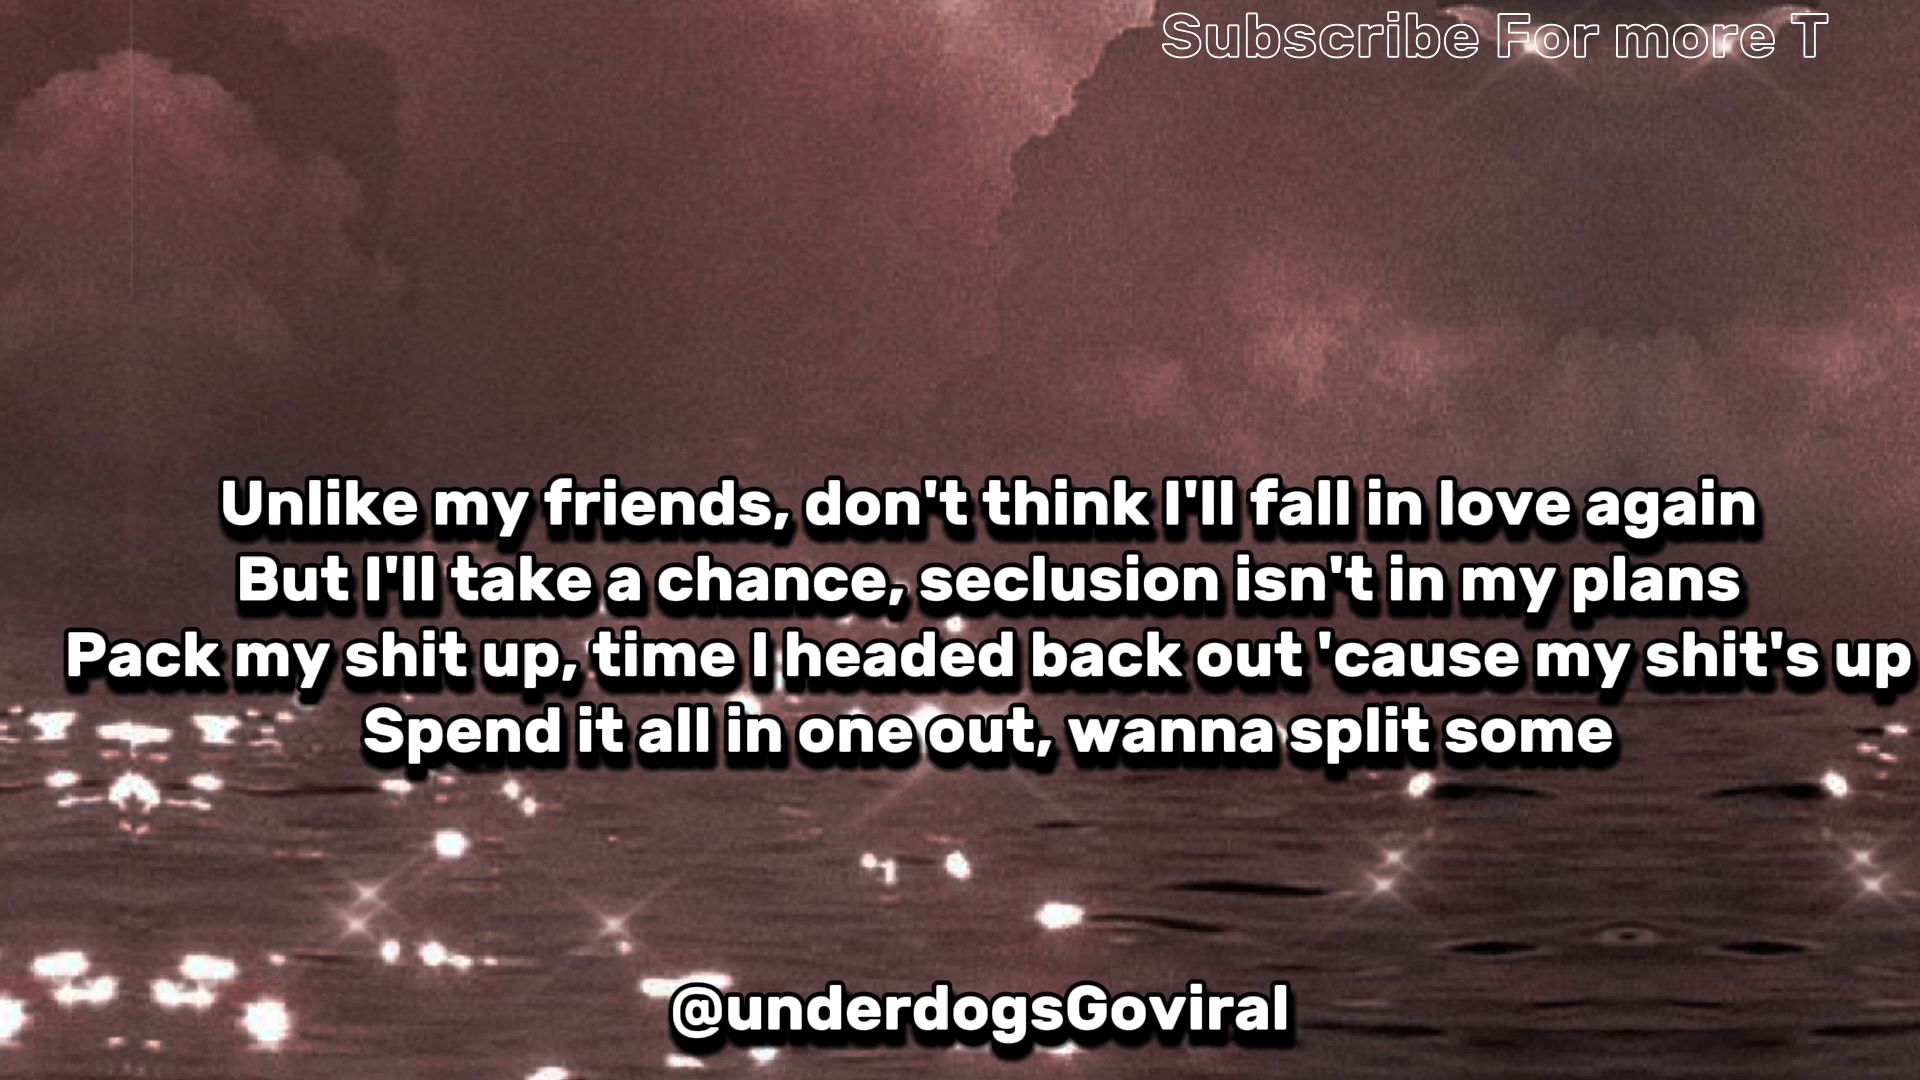 Subscribe For more T
Unlike my friends, don't think I'll fall in love again
But I'll take a chance, seclusion isn't in my plans
Pack my shit up, time I headed back out 'cause my shit's up
Spend it all in one out, wanna split some
@underdogsGoviral